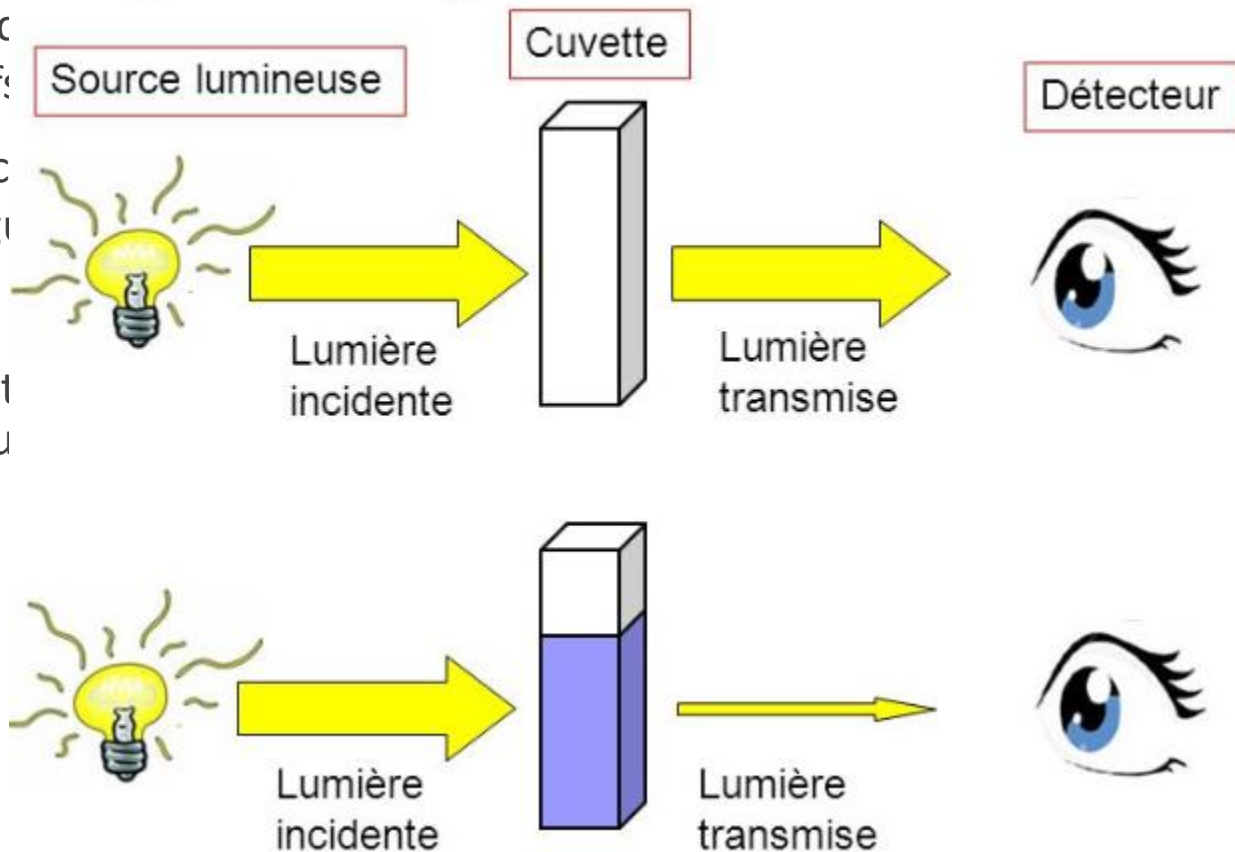 Cuvette
Source lumineuse
Détecteur
Lumière
incidente
Lumière
transmise
Lumière
incidente
Lumière
transmise